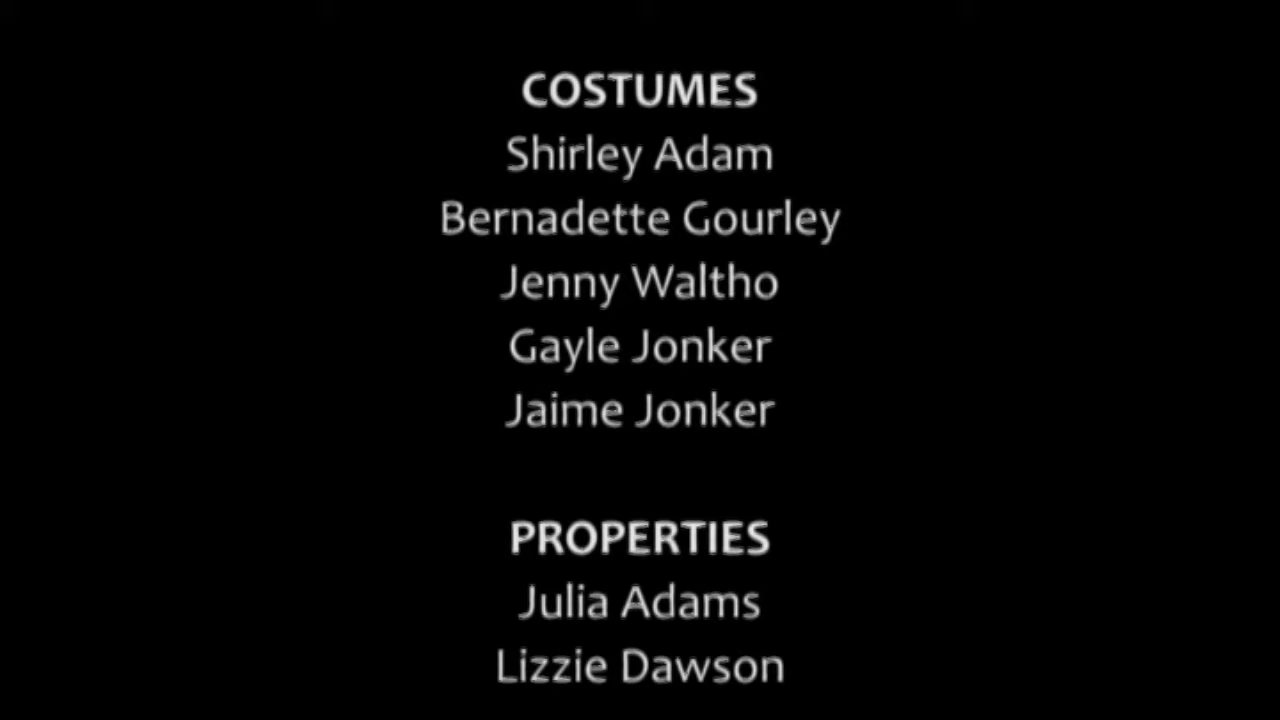 COSTUMES
Shirley Adam
Bernadette Gourley
Jenny Waltho
Gayle Jonker
Jaime Jonker
PROPERTIES
Julia Adams
Lizzie Dawson